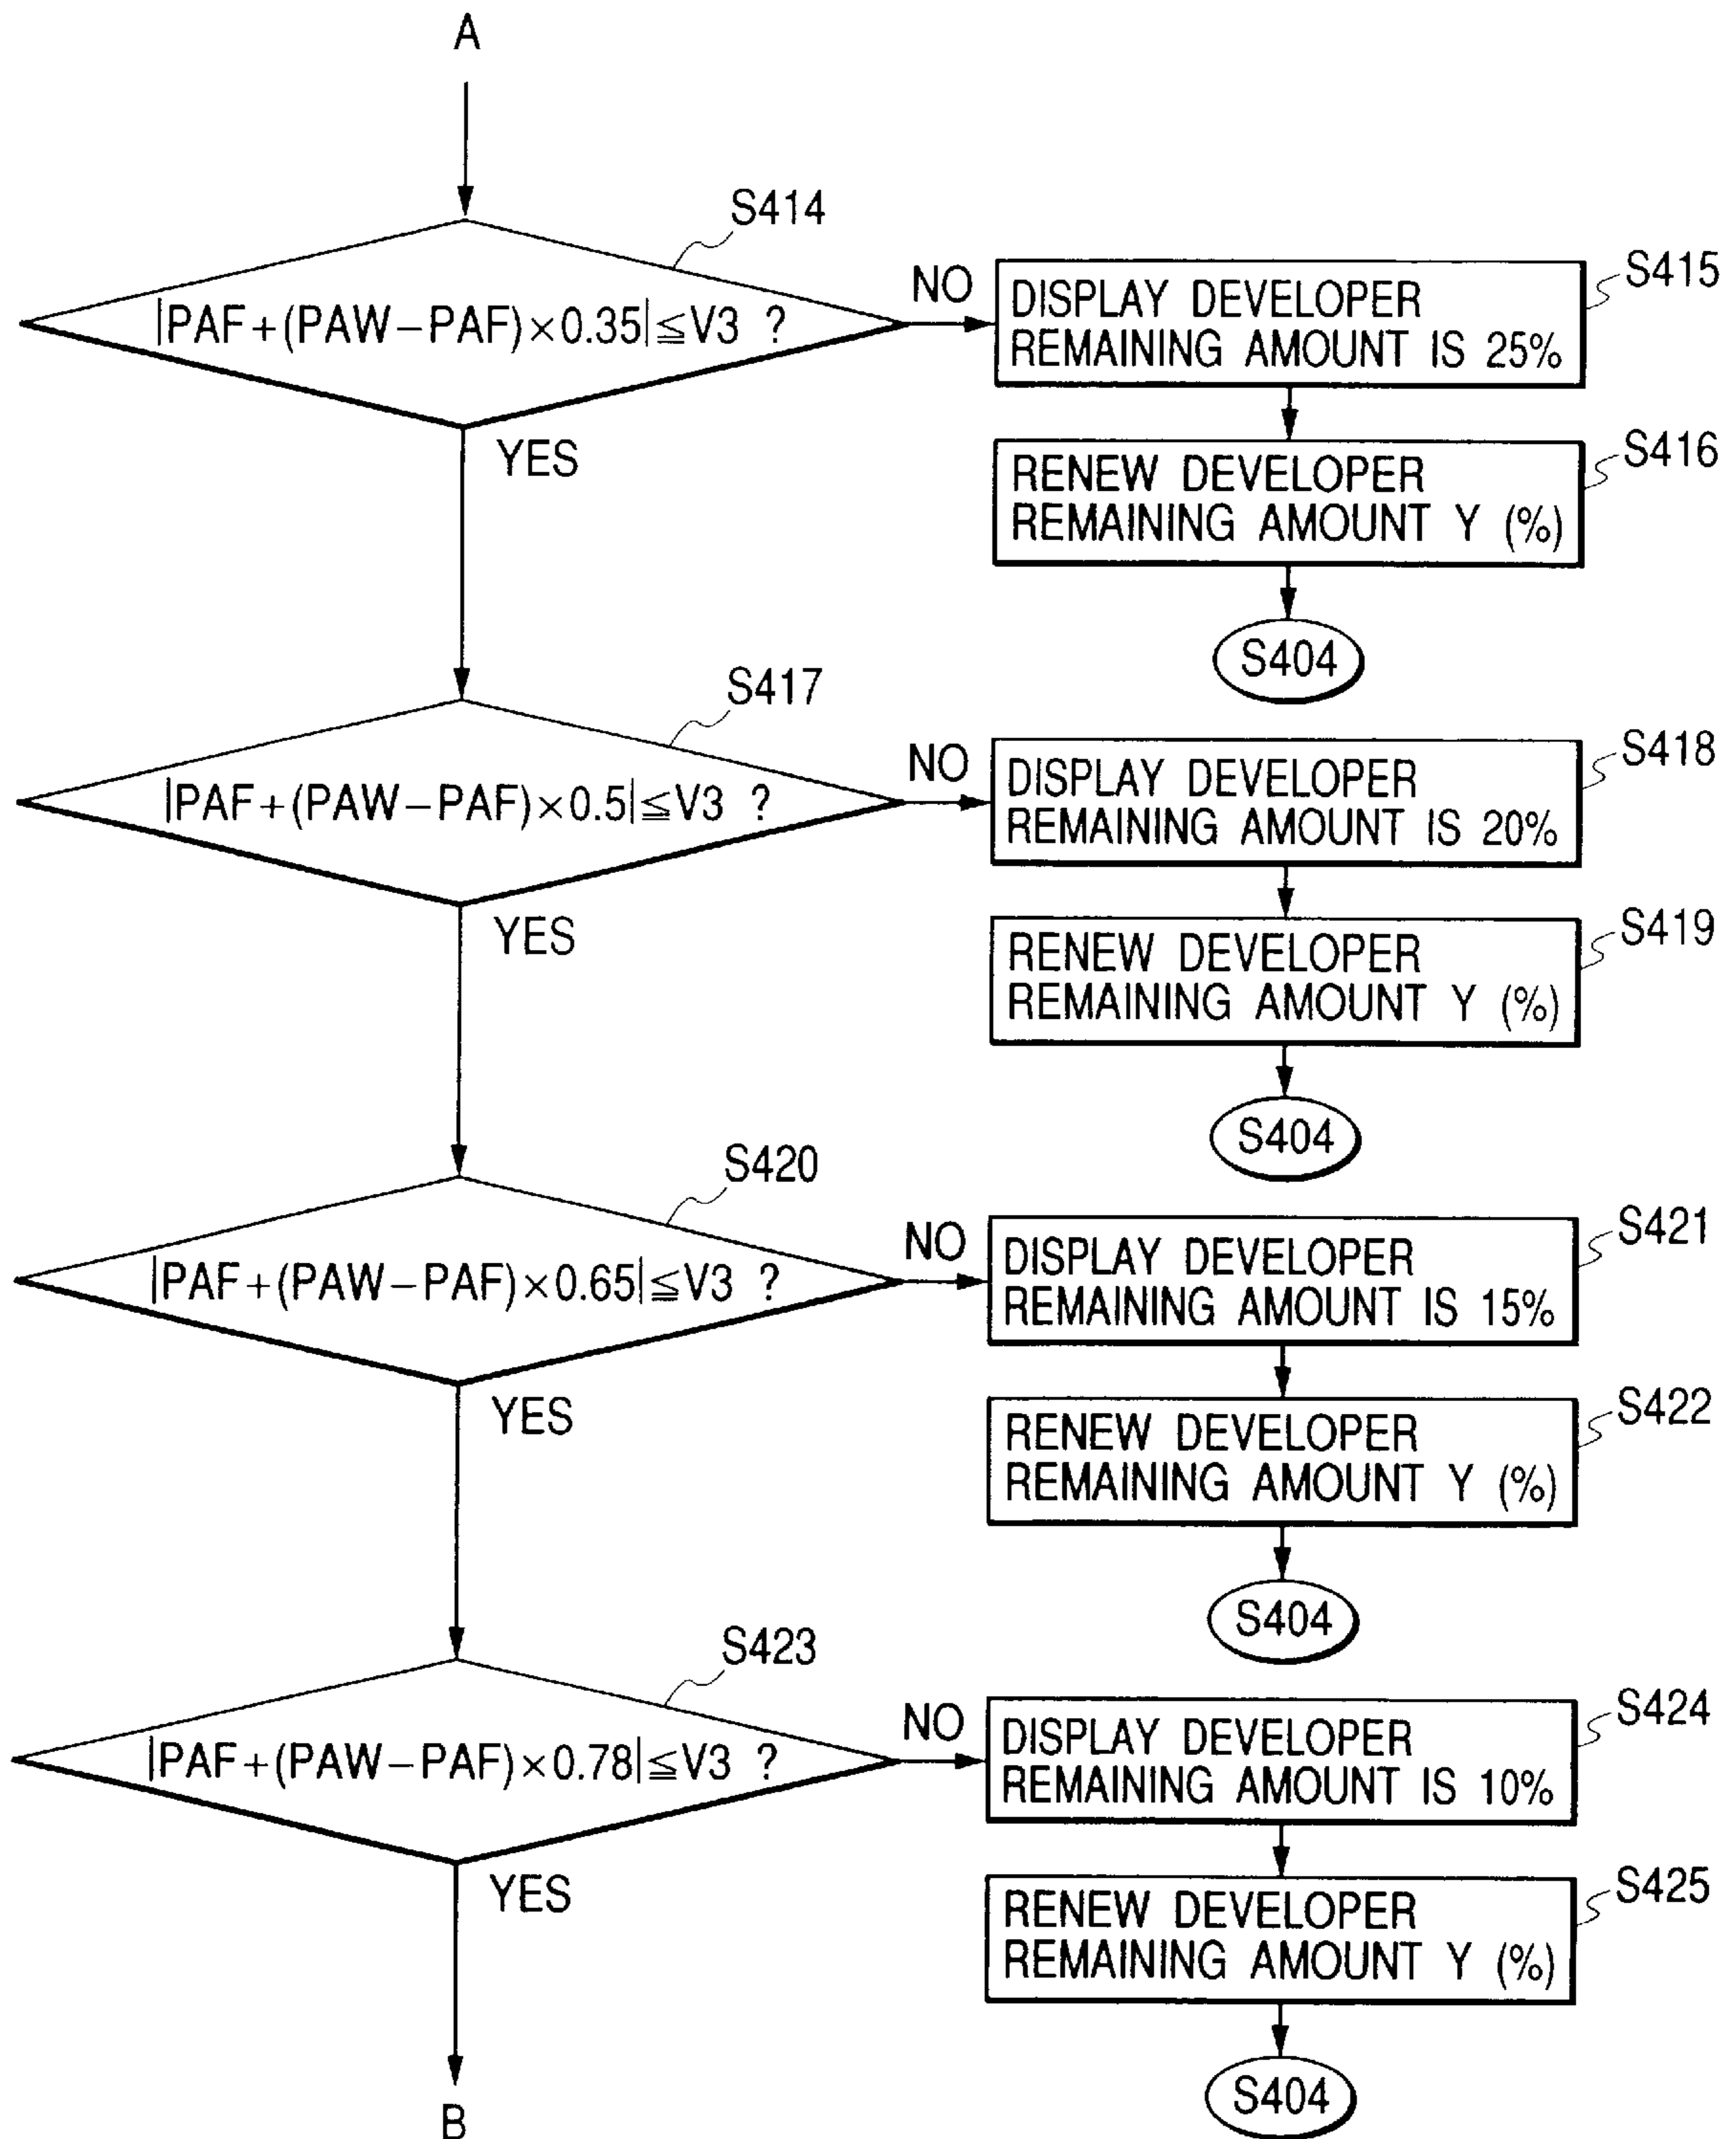 A
S414
|PAF+(PAW−PAF)×0.35|≦V3 ?
NO
DISPLAY DEVELOPER
REMAINING AMOUNT IS 25%
S415
YES
RENEW DEVELOPER
REMAINING AMOUNT Y (%)
S416
S404
S417
|PAF+(PAW−PAF)×0.5|≦V3 ?
NO
DISPLAY DEVELOPER
REMAINING AMOUNT IS 20%
S418
YES
RENEW DEVELOPER
REMAINING AMOUNT Y (%)
S419
S404
S420
|PAF+(PAW−PAF)×0.65|≦V3 ?
NO
DISPLAY DEVELOPER
REMAINING AMOUNT IS 15%
S421
YES
RENEW DEVELOPER
REMAINING AMOUNT Y (%)
S422
S404
S423
|PAF+(PAW−PAF)×0.78|≦V3 ?
NO
DISPLAY DEVELOPER
REMAINING AMOUNT IS 10%
S424
YES
RENEW DEVELOPER
REMAINING AMOUNT Y (%)
S425
S404
B